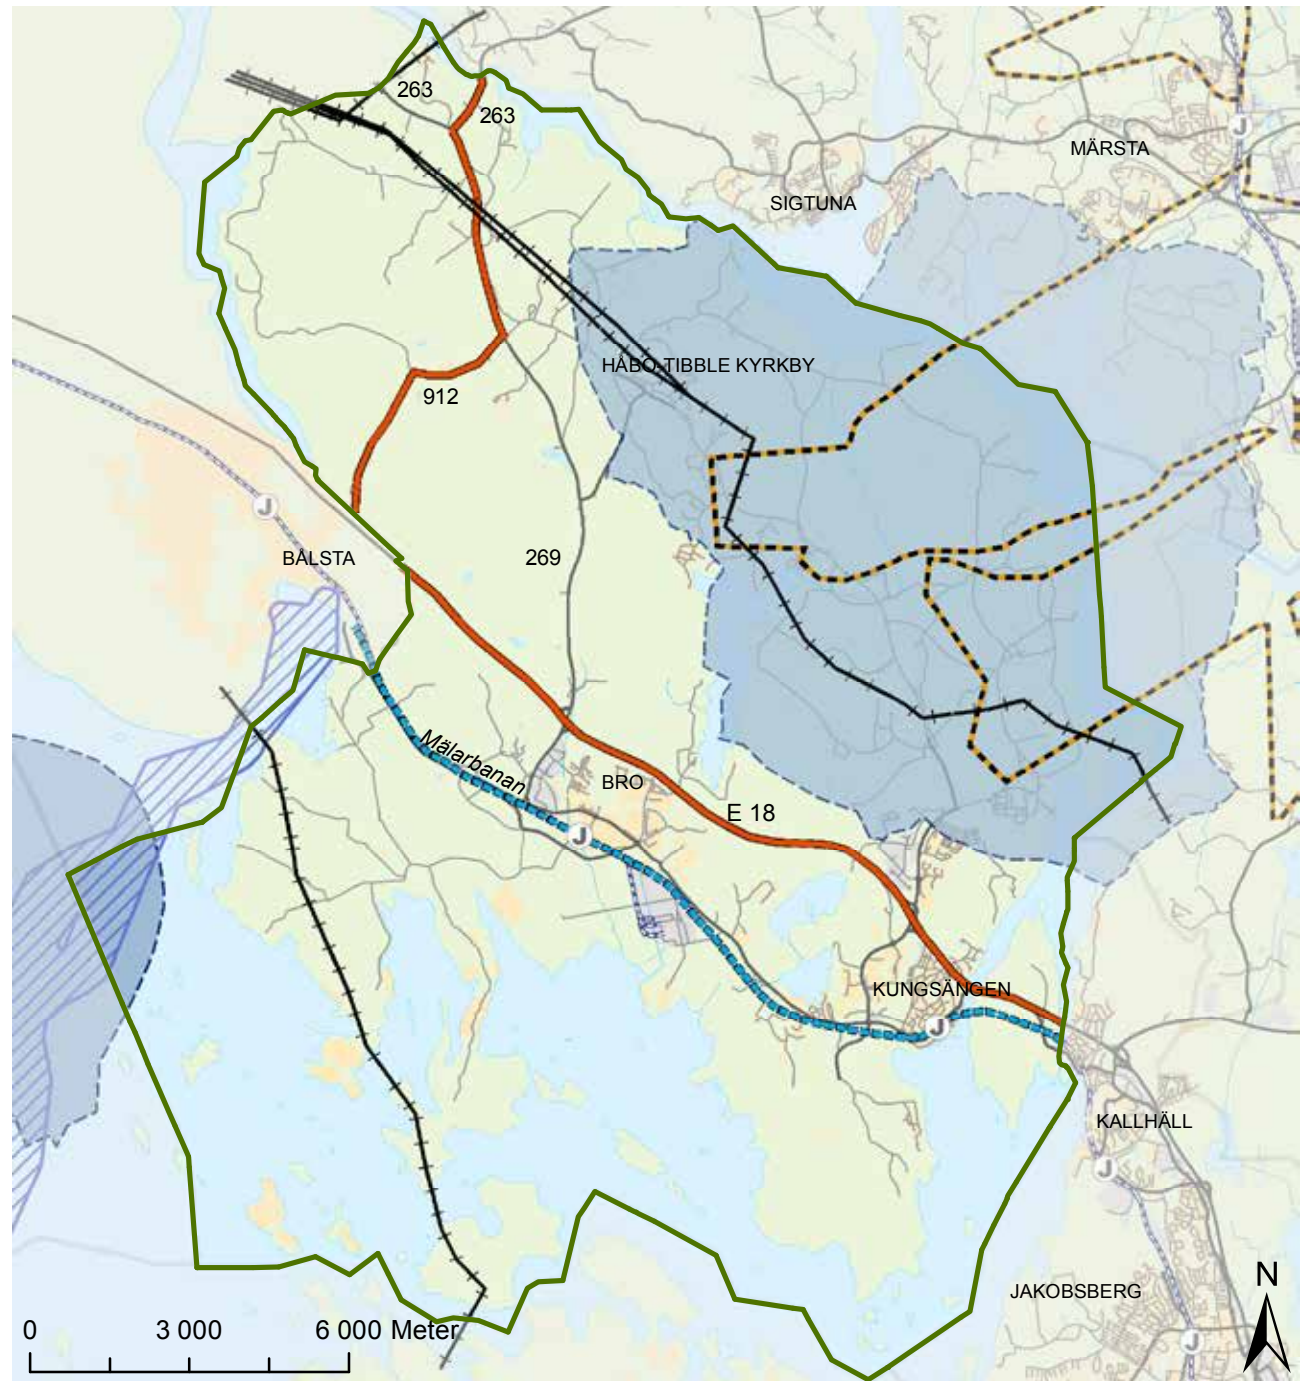 263
263
MÄRSTA
J
SIGTUNA
HÅBO-TIBBLE KYRKBY
912
J
BÅLSTA
269
Mälarbanan
BRO
E 18
J
KUNGSÄNGEN
J
KALLHÄLL
J
JAKOBSBERG
N
0 3 000 6 000 Meter
J